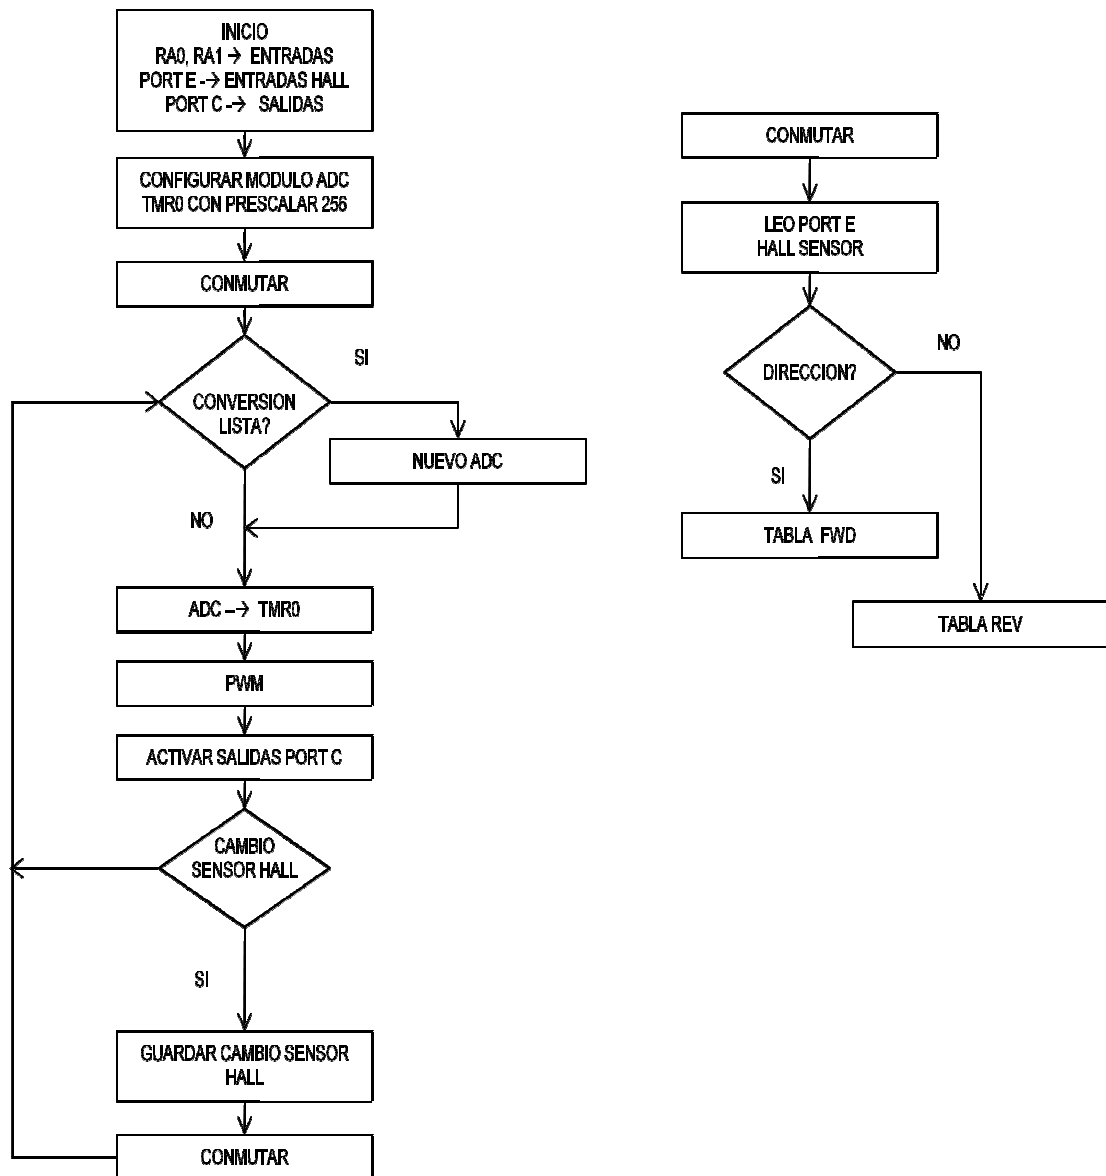 INICIO
RA0, RA1 → ENTRADAS
PORT E -→ ENTRADAS HALL
PORT C -→ SALIDAS
CONFIGURAR MODULO ADC
TMR0 CON PRESCALAR 256
CONMUTAR
SI
CONVERSION
LISTA?
NUEVO ADC
NO
ADC --→ TMR0
PWM
ACTIVAR SALIDAS PORT C
CAMBIO
SENSOR HALL
SI
GUARDAR CAMBIO SENSOR
HALL
CONMUTAR
CONMUTAR
LEO PORT E
HALL SENSOR
NO
DIRECCION?
SI
TABLA FWD
TABLA REV